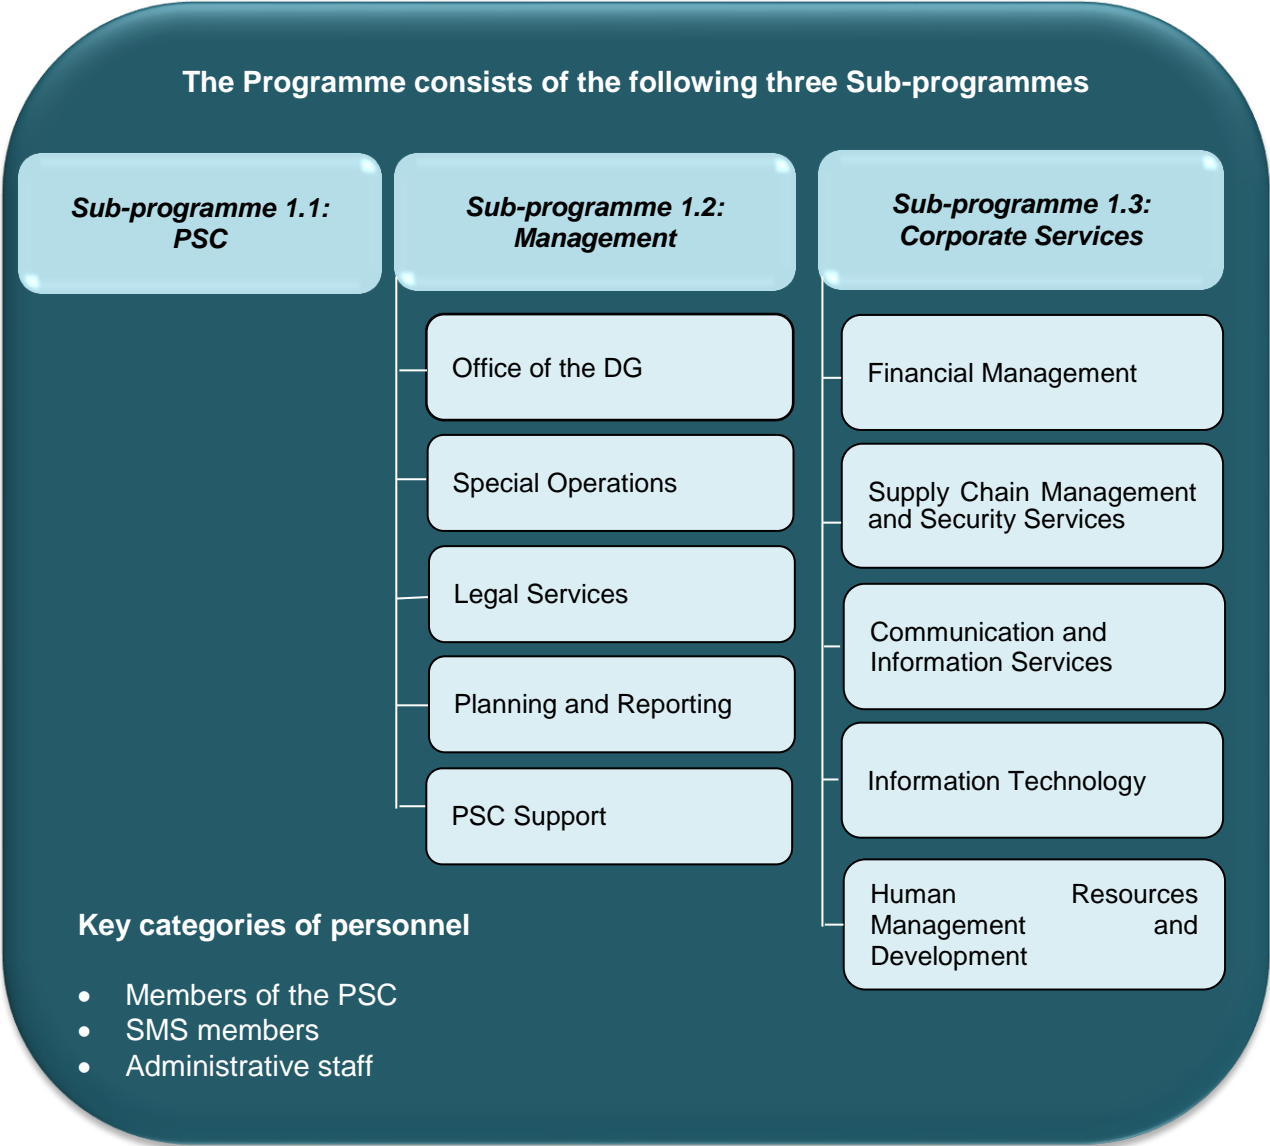 The Programme consists of the following three Sub-programmes
Sub-programme 1.1:
PSC
Sub-programme 1.2:
Management
Office of the DG
Special Operations
Legal Services
Planning and Reporting
PSC Support
Sub-programme 1.3:
Corporate Services
Financial Management
Supply Chain Management
and Security Services
Communication and
Information Services
Information Technology
Human Resources
Management and
Development
Key categories of personnel
• Members of the PSC
• SMS members
• Administrative staff